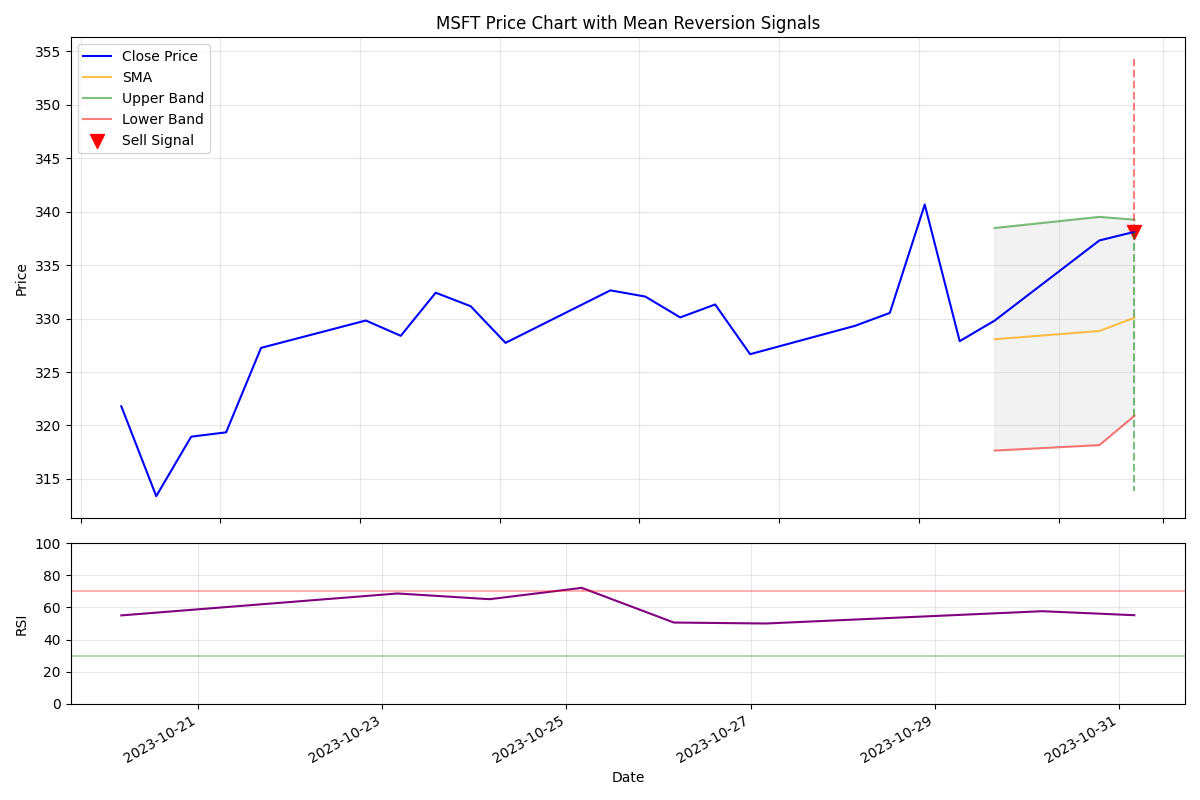 MSFT Price Chart with Mean Reversion Signals
Close Price
SMA
Upper Band
Lower Band
Sell Signal
Price
355
350
345
340
335
330
325
320
315
RSI
100
80
60
40
20
0
2023-10-21
2023-10-23
2023-10-25
2023-10-27
2023-10-29
2023-10-31
Date